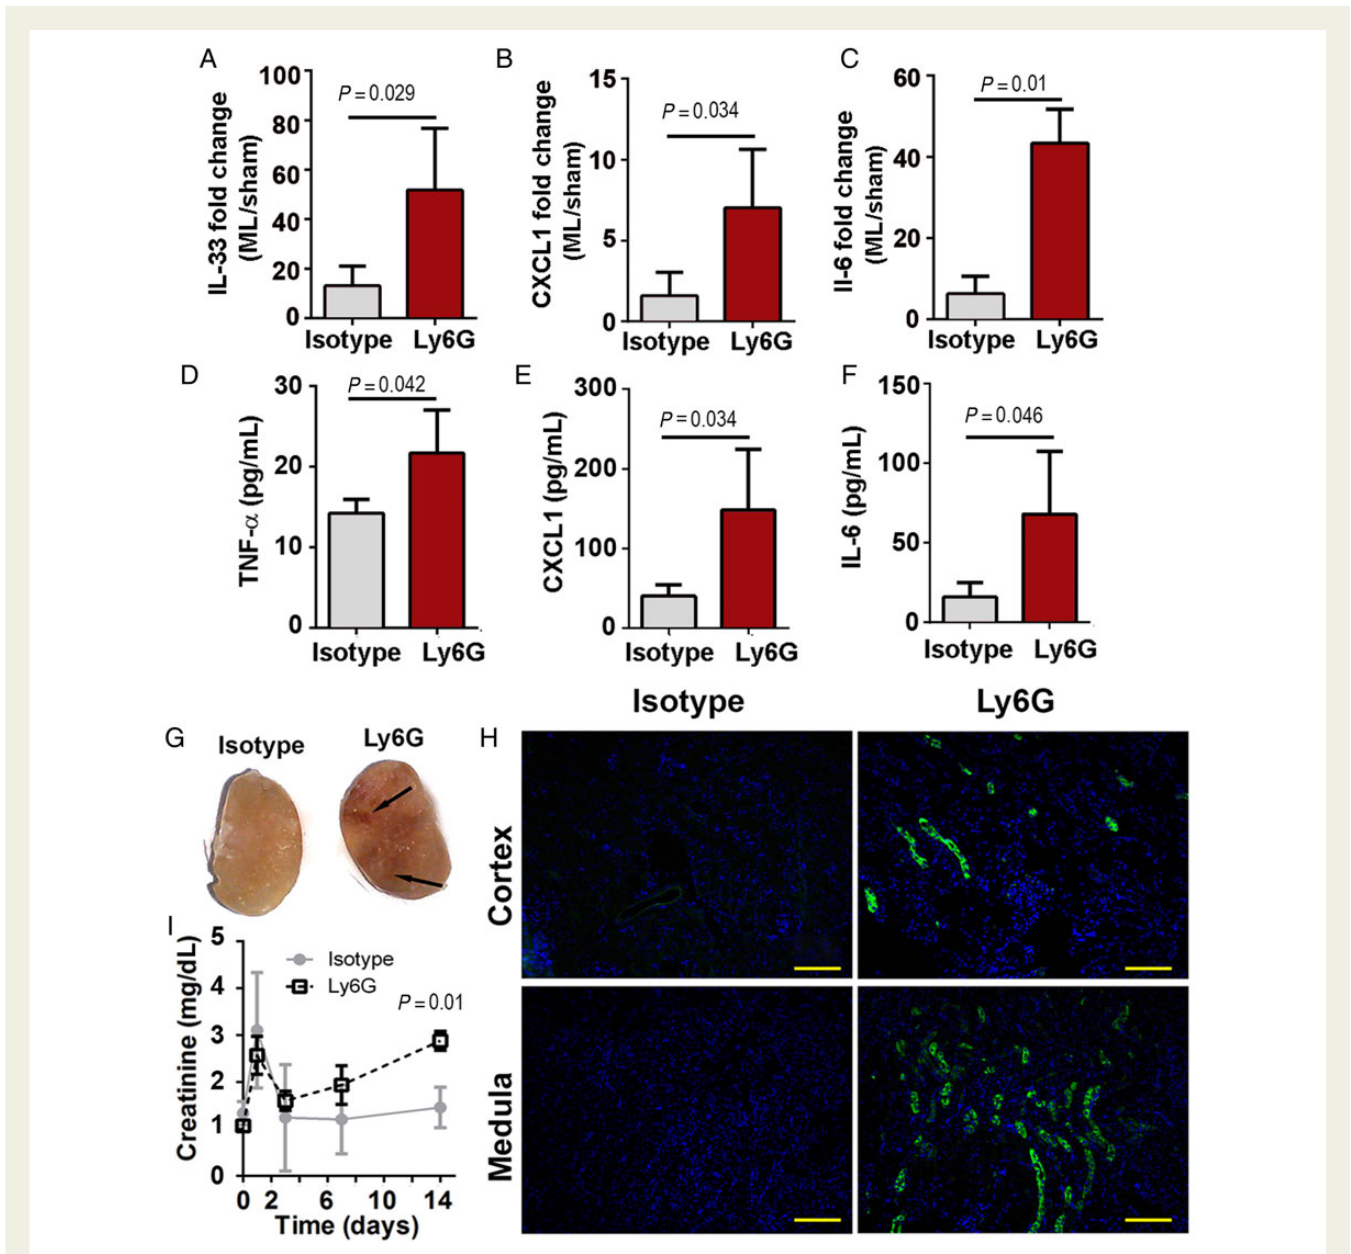 A
IL-33 fold change
(ML/sham)
100
80
60
40
20
0
P = 0.029
Isotype
Ly6G
B
CXCL1 fold change
(ML/sham)
15
10
5
0
P = 0.034
Isotype
Ly6G
C
Il-6 fold change
(ML/sham)
60
40
20
0
P = 0.01
Isotype
Ly6G
D
TNF-α (pg/mL)
30
20
10
0
P = 0.042
Isotype
Ly6G
E
CXCL1 (pg/mL)
300
200
100
0
P = 0.034
Isotype
Ly6G
F
IL-6 (pg/mL)
150
100
50
0
P = 0.046
Isotype
Ly6G
G
Isotype
Ly6G
H
Isotype
Ly6G
Cortex
Medula
I
Creatinine (mg/dL)
5
4
3
2
1
0
Isotype
Ly6G
P = 0.01
0 2 6 10 14
Time (days)